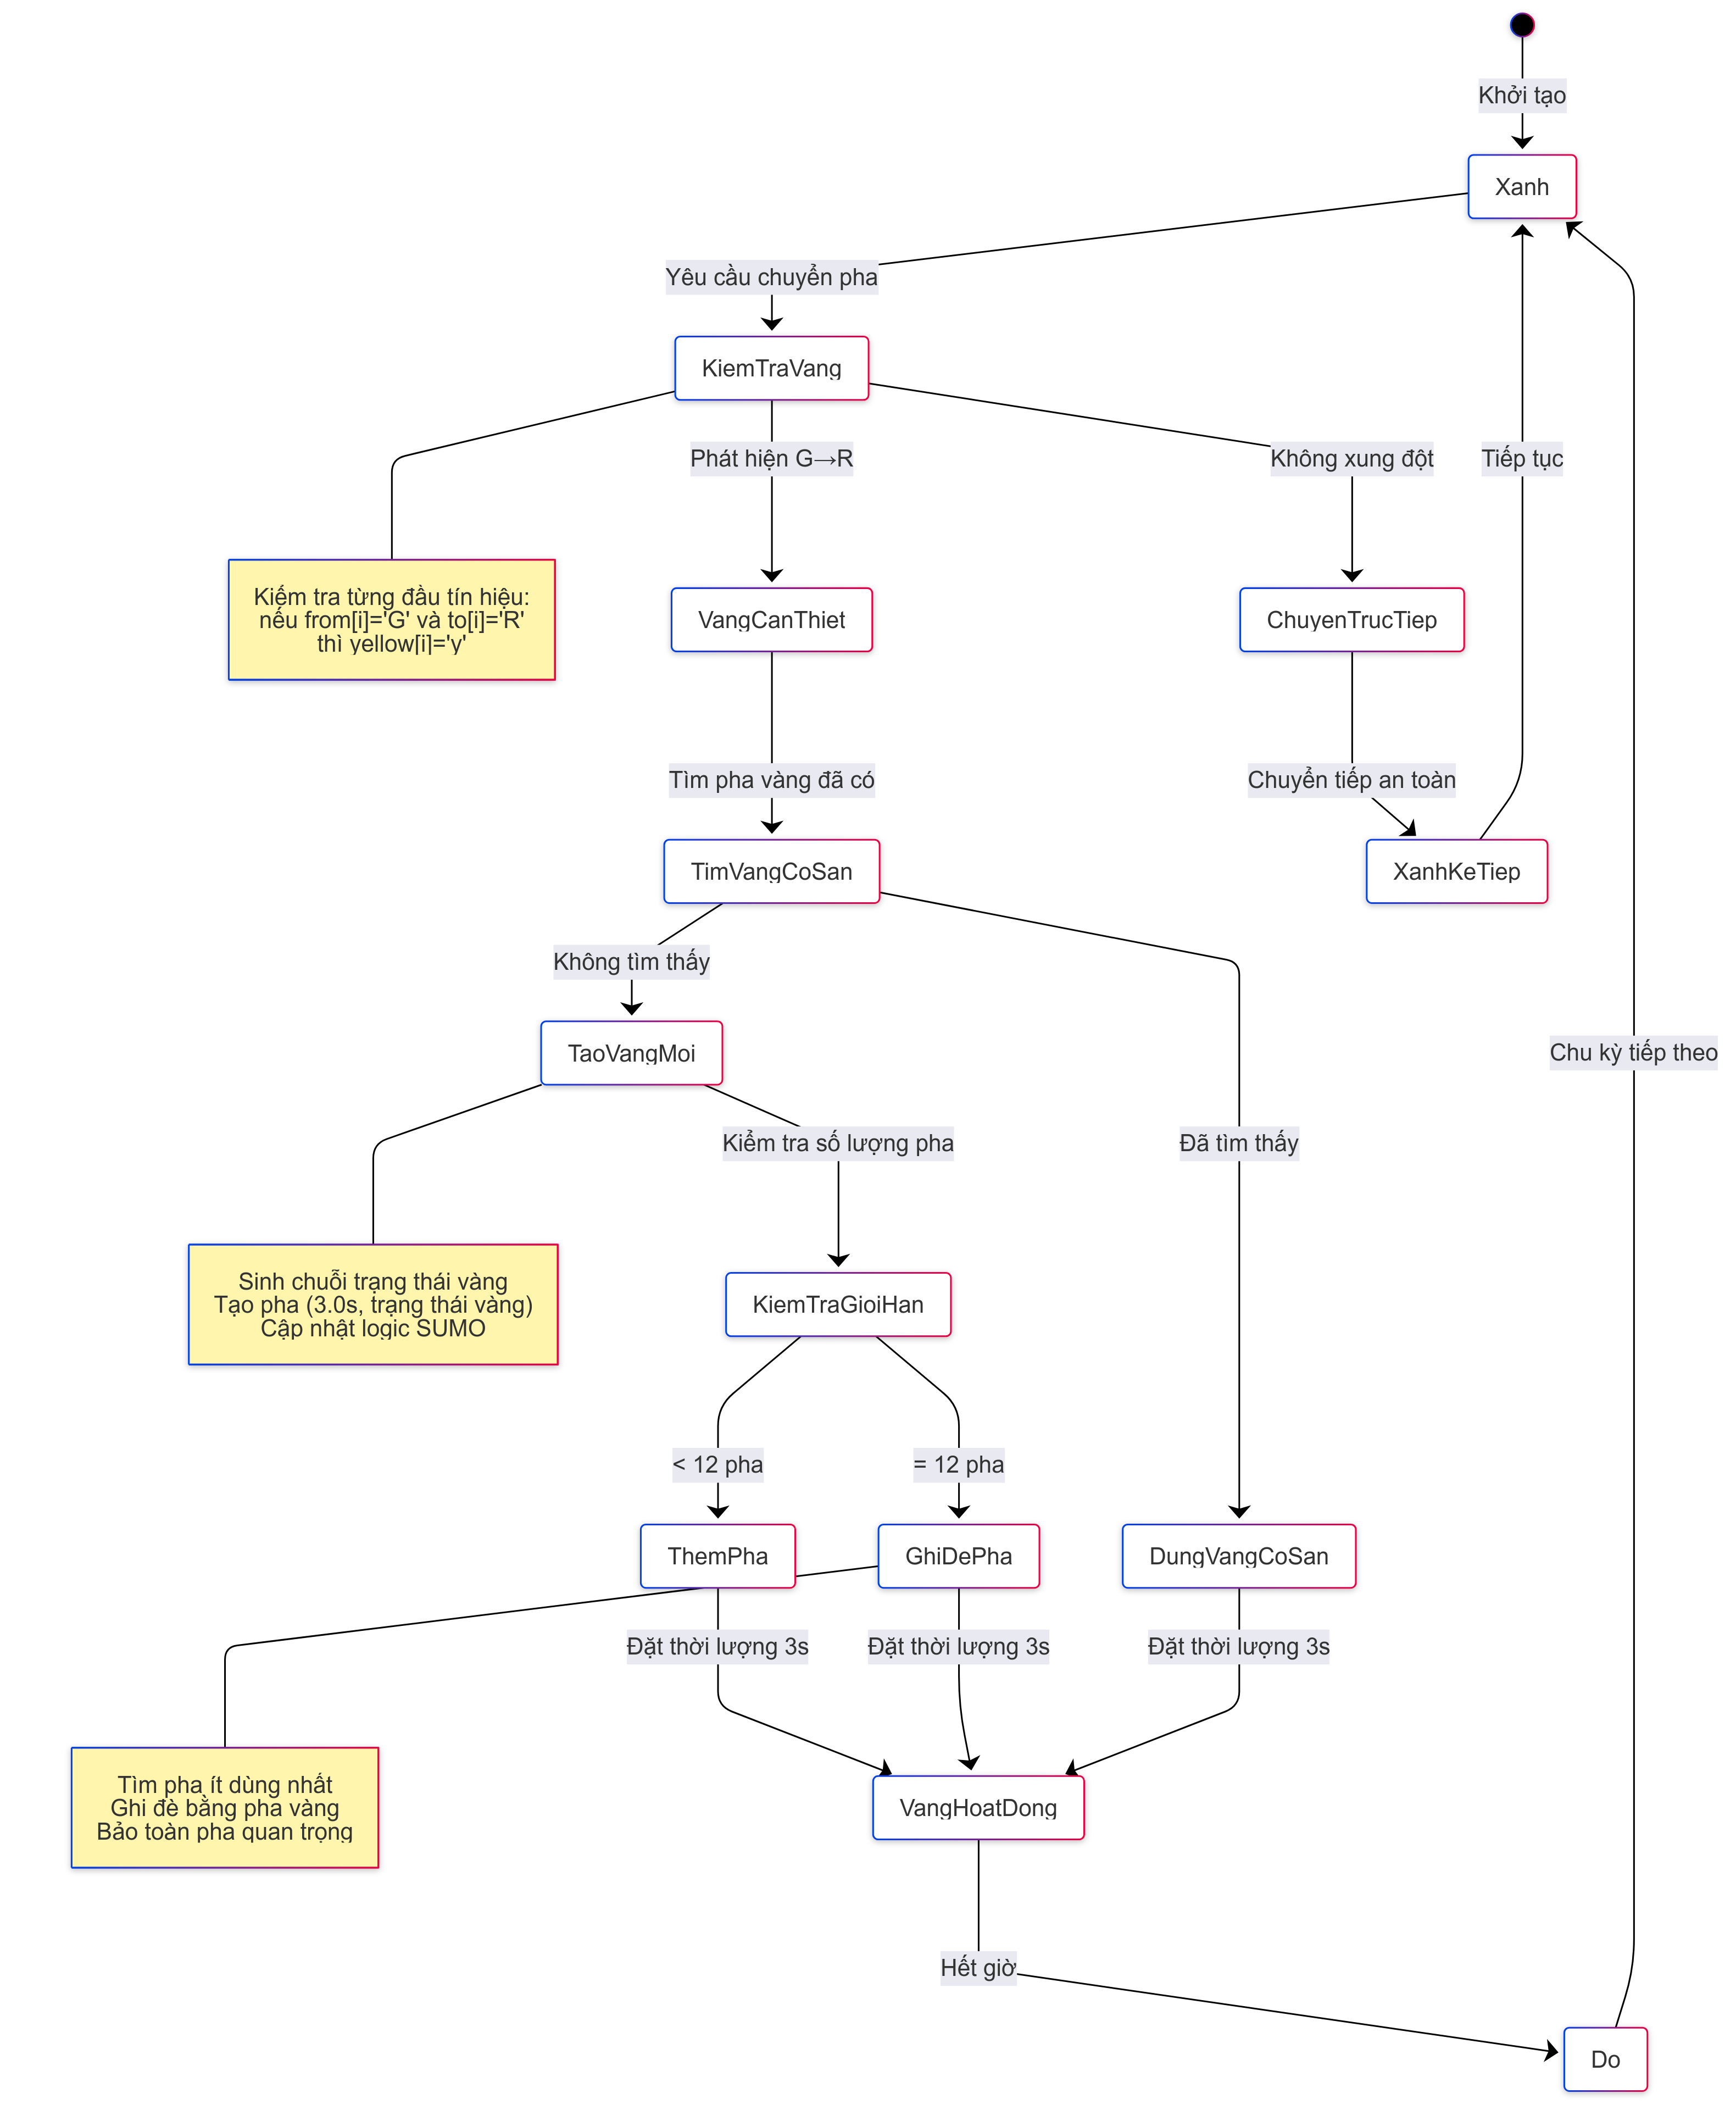 Khởi tạo
Xanh
Yêu cầu chuyển pha
KiemTraVang
Phát hiện G→R
Không xung đột
Tiếp tục
Kiểm tra từng đầu tín hiệu:
nếu from[i]='G' và to[i]='R'
thì yellow[i]='y'
VangCanThiet
ChuyenTrucTiep
Tìm pha vàng đã có
Chuyển tiếp an toàn
TimVangCoSan
XanhKeTiep
Không tìm thấy
TaoVangMoi
Chu kỳ tiếp theo
Kiểm tra số lượng pha
Đã tìm thấy
Sinh chuỗi trạng thái vàng
Tạo pha (3.0s, trạng thái vàng)
Cập nhật logic SUMO
KiemTraGioiHan
< 12 pha
= 12 pha
ThemPha
GhiDePha
DungVangCoSan
Đặt thời lượng 3s
Đặt thời lượng 3s
Đặt thời lượng 3s
Tìm pha ít dùng nhất
Ghi đè bằng pha vàng
Bảo toàn pha quan trọng
VangHoatDong
Hết giờ
Do